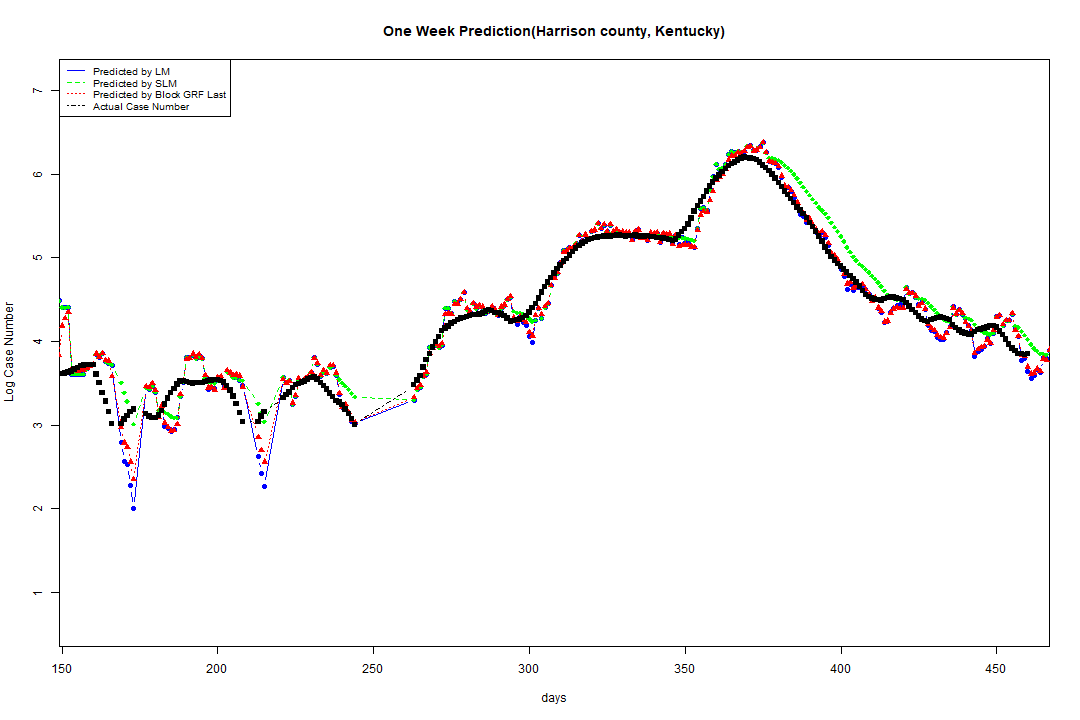 One Week Prediction(Harrison county, Kentucky)
Predicted by LM
Predicted by SLM
Predicted by Block GRF Last
Actual Case Number
Log Case Number
7
6
5
4
3
2
1
150 200 250 300 350 400 450
days